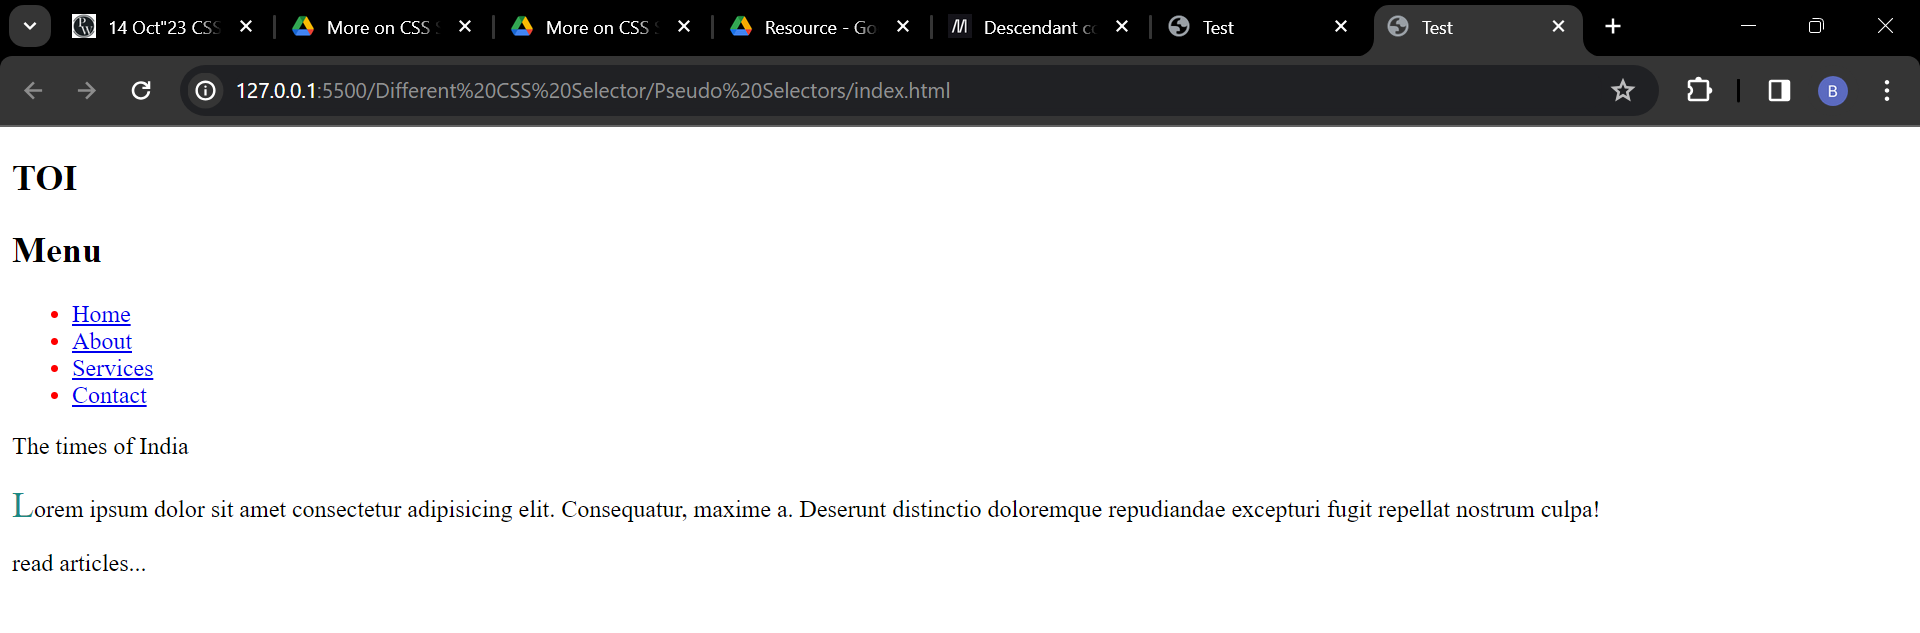 14 Oct"23 CSS
More on CSS
More on CSS
Resource - Go
Descendant co
Test
Test
127.0.0.1:5500/Different%20CSS%20Selector/Pseudo%20Selectors/index.html
B
TOI
Menu
Home
About
Services
Contact
The times of India
Lorem ipsum dolor sit amet consectetur adipisicing elit. Consequatur, maxime a. Deserunt distinctio doloremque repudiandae excepturi fugit repellat nostrum culpa!
read articles...